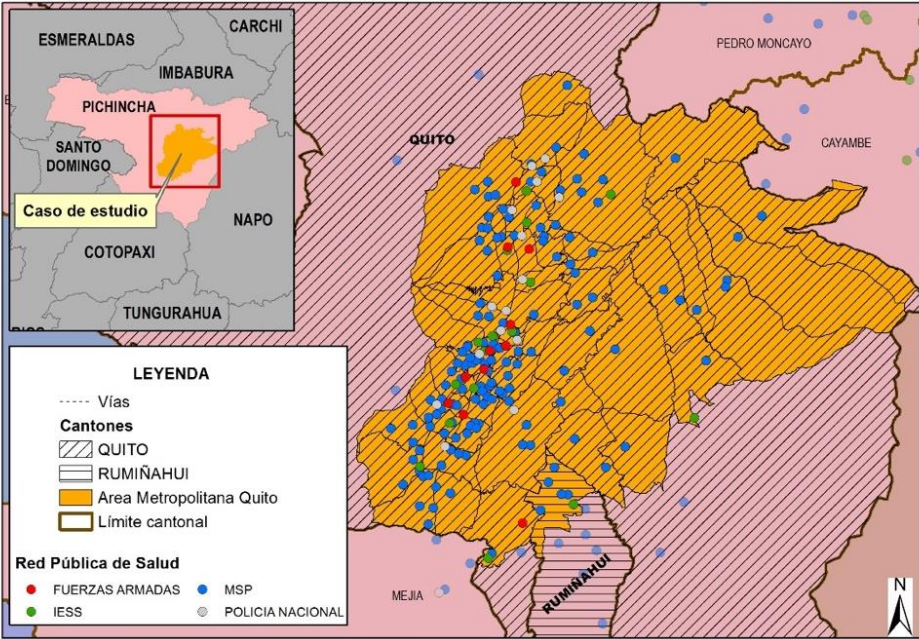 CARCHI
ESMERALDAS
IMBABURA
PICHINCHA
SANTO
DOMINGO
Caso de estudio
NAPO
COTOPAXI
TUNGURAHUA
PEDRO MONCAYO
QUITO
CAYAMBE
LEYENDA
Vías
Cantones
QUITO
RUMIÑAHUI
Area Metropolitana Quito
Límite cantonal
Red Pública de Salud
FUERZAS ARMADAS
MSP
IESS
POLICIA NACIONAL
MEJIA
RUMIÑAHUI
N